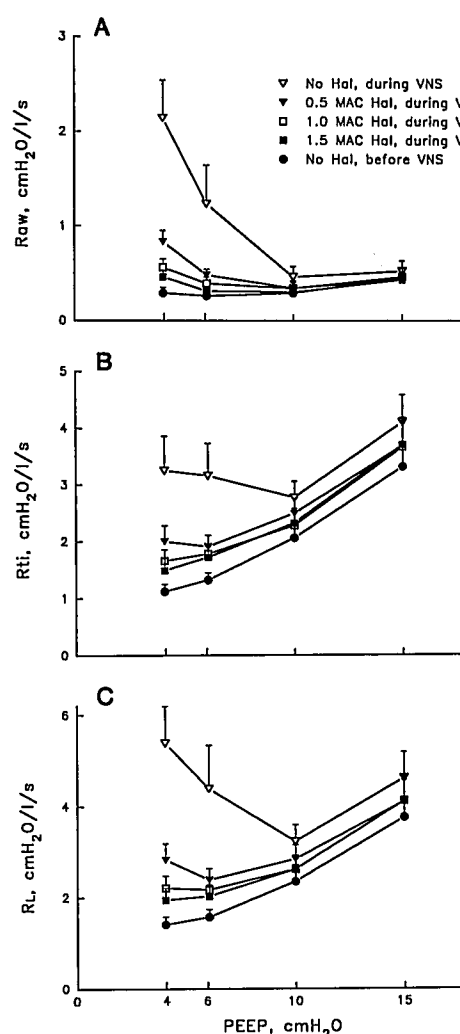 A
3
2
1
0
Raw, cmH₂O/l/s
No Hal, during VNS
0.5 MAC Hal, during V
1.0 MAC Hal, during V
1.5 MAC Hal, during V
No Hal, before VNS
B
5
4
3
2
1
0
Rti, cmH₂O/l/s
C
6
4
2
0
RL, cmH₂O/l/s
0 4 6 10 15
PEEP, cmH₂O